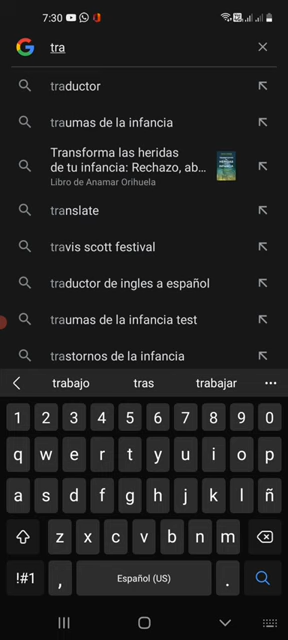 7:30
tra
traductor
traumas de la infancia
Transforma las heridas
de tu infancia: Rechazo, ab...
Libro de Anamar Orihuela
translate
travis scott festival
traductor de ingles a español
traumas de la infancia test
trastornos de la infancia
trabajo tras trabajar
1 2 3 4 5 6 7 8 9 0
q w e r t y u i o p
a s d f g h j k l ñ
z x c v b n m
!#1 , Español (US) .